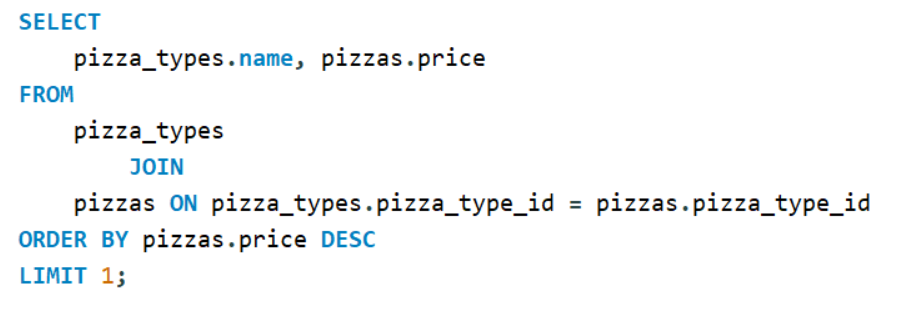 SELECT
pizza_types.name, pizzas.price
FROM
pizza_types
JOIN
pizzas ON pizza_types.pizza_type_id = pizzas.pizza_type_id
ORDER BY pizzas.price DESC
LIMIT 1;